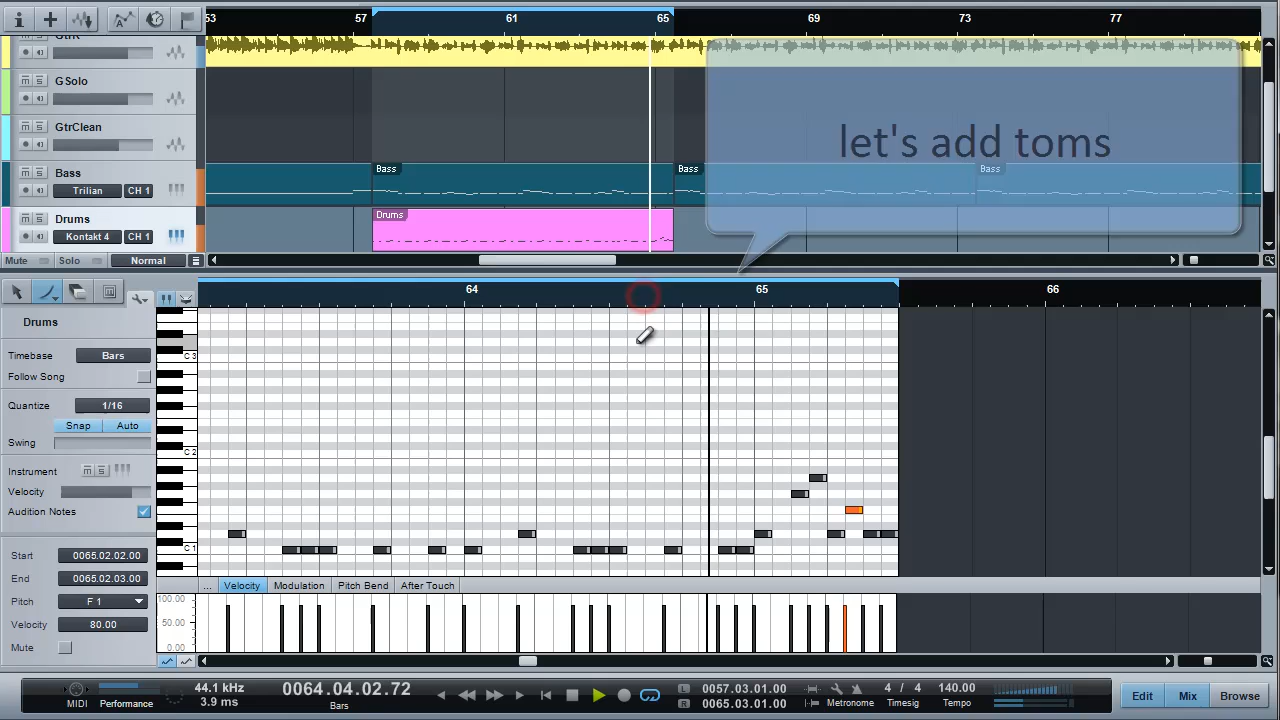 53 57 61 65 69 73 77
GtrR
M S
GSolo
M S
GtrClean
M S
Bass
Trilian CH 1
Bass Bass Bass
M S
Drums
Kontakt 4 CH 1
Drums
let's add toms
Mute Solo Normal
64 65 66
Drums
Timebase Bars
Follow Song
Quantize 1/16
Snap Auto
Swing
Instrument M S
Velocity
Audition Notes
Start 0065.02.02.00
End 0065.02.03.00
Pitch F 1
Velocity 80.00
Mute
C 3
C 2
C 1
... Velocity Modulation Pitch Bend After Touch
100.00
50.00
0.00
MIDI Performance
44.1 kHz
3.9 ms
0064.04.02.72
Bars
L 0057.03.01.00
R 0065.03.01.00
Metronome
4 / 4
Timesig
140.00
Tempo
Edit Mix Browse